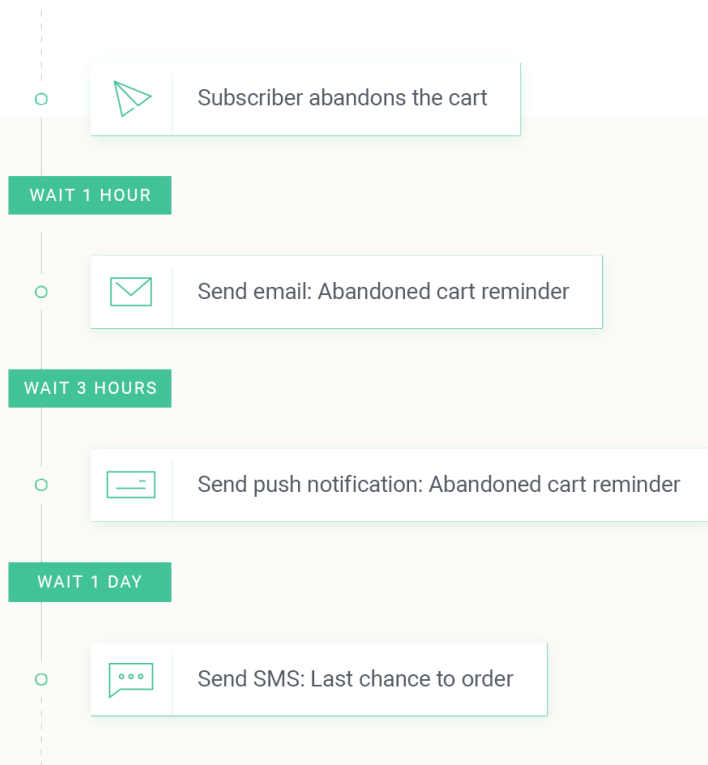 Subscriber abandons the cart
WAIT 1 HOUR
Send email: Abandoned cart reminder
WAIT 3 HOURS
Send push notification: Abandoned cart reminder
WAIT 1 DAY
Send SMS: Last chance to order